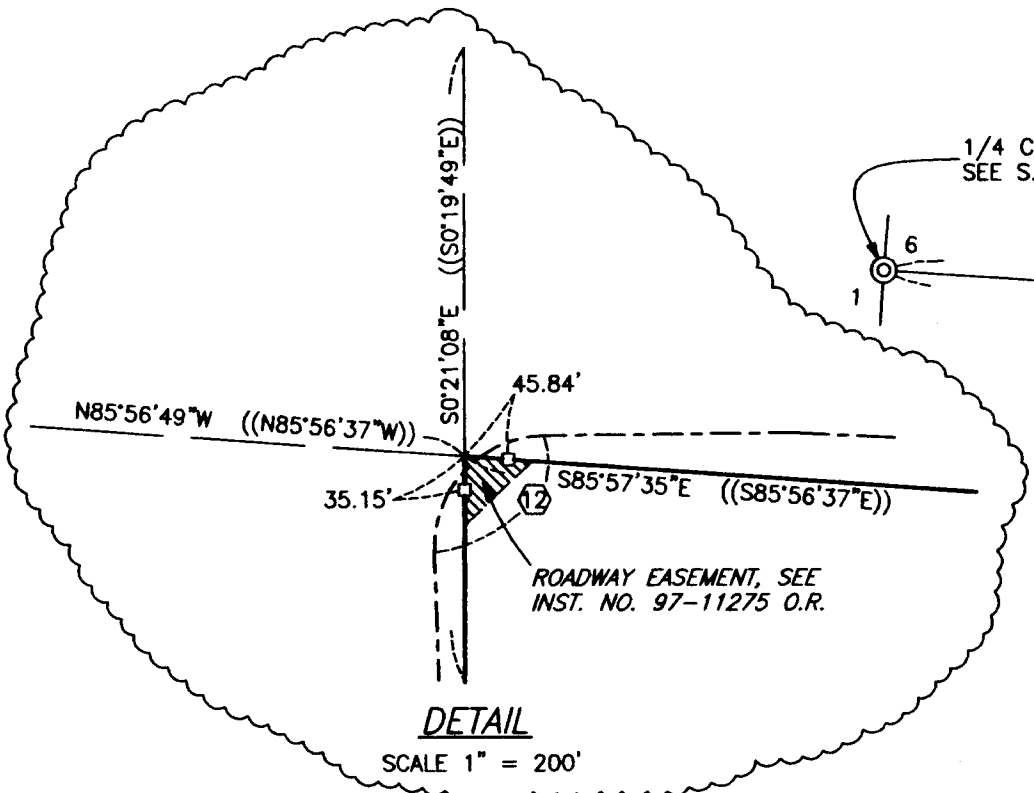 S0°21'08"E ((S0°19'49"E))
1/4 C
SEE S.
6
1
45.84'
N85°56'49"W ((N85°56'37"W))
35.15'
12
S85°57'35"E ((S85°56'37"E))
ROADWAY EASEMENT, SEE
INST. NO. 97-11275 O.R.
DETAIL
SCALE 1" = 200'